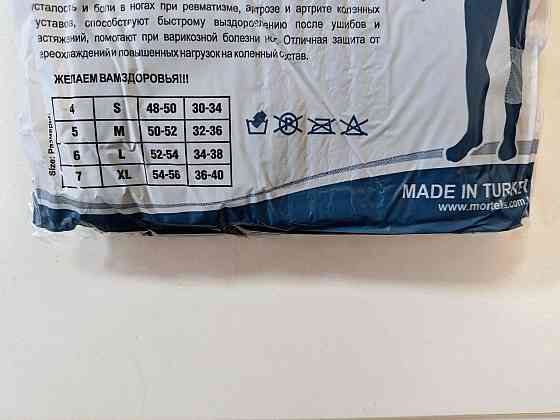 усталость и боли в ногах при ревматизме, артрозе и артрите коленных
суставов, способствуют быстрому выздоровлению после ушибов и
растяжений, помогают при варикозной болезни ног. Отличная защита от
переохлаждений и повышенных нагрузок на коленный сустав.
ЖЕЛАЕМ ВАМ ЗДОРОВЬЯ!!!
Size: Размеры:
4 S 48-50 30-34
5 M 50-52 32-36
6 L 52-54 34-38
7 XL 54-56 36-40
MADE IN TURKEY